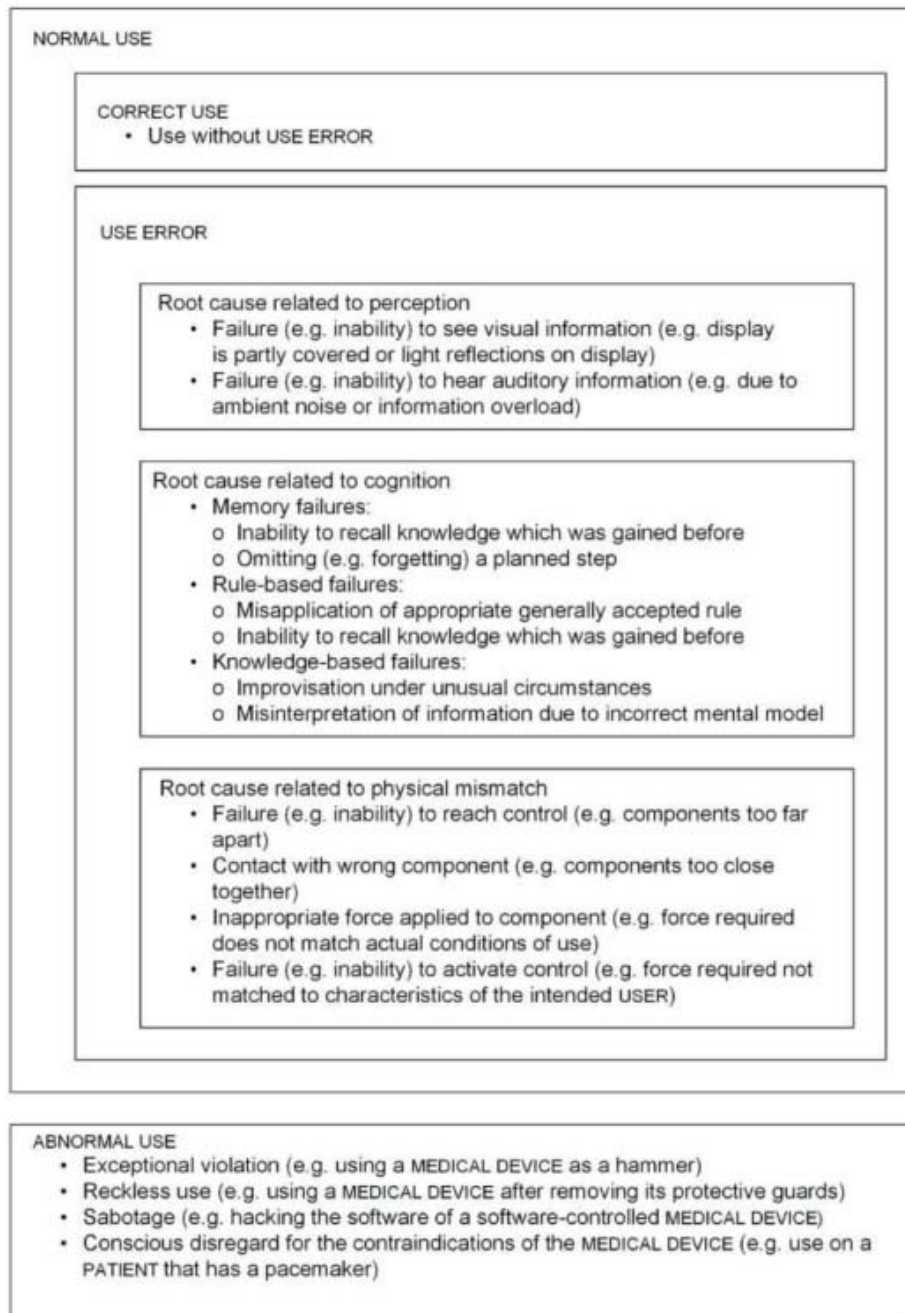 NORMAL USE
CORRECT USE
• Use without USE ERROR
USE ERROR
Root cause related to perception
• Failure (e.g. inability) to see visual information (e.g. display
is partly covered or light reflections on display)
• Failure (e.g. inability) to hear auditory information (e.g. due to
ambient noise or information overload)
Root cause related to cognition
• Memory failures:
o Inability to recall knowledge which was gained before
o Omitting (e.g. forgetting) a planned step
• Rule-based failures:
o Misapplication of appropriate generally accepted rule
o Inability to recall knowledge which was gained before
• Knowledge-based failures:
o Improvisation under unusual circumstances
o Misinterpretation of information due to incorrect mental model
Root cause related to physical mismatch
• Failure (e.g. inability) to reach control (e.g. components too far
apart)
• Contact with wrong component (e.g. components too close
together)
• Inappropriate force applied to component (e.g. force required
does not match actual conditions of use)
• Failure (e.g. inability) to activate control (e.g. force required not
matched to characteristics of the intended USER)
ABNORMAL USE
• Exceptional violation (e.g. using a MEDICAL DEVICE as a hammer)
• Reckless use (e.g. using a MEDICAL DEVICE after removing its protective guards)
• Sabotage (e.g. hacking the software of a software-controlled MEDICAL DEVICE)
• Conscious disregard for the contraindications of the MEDICAL DEVICE (e.g. use on a
PATIENT that has a pacemaker)